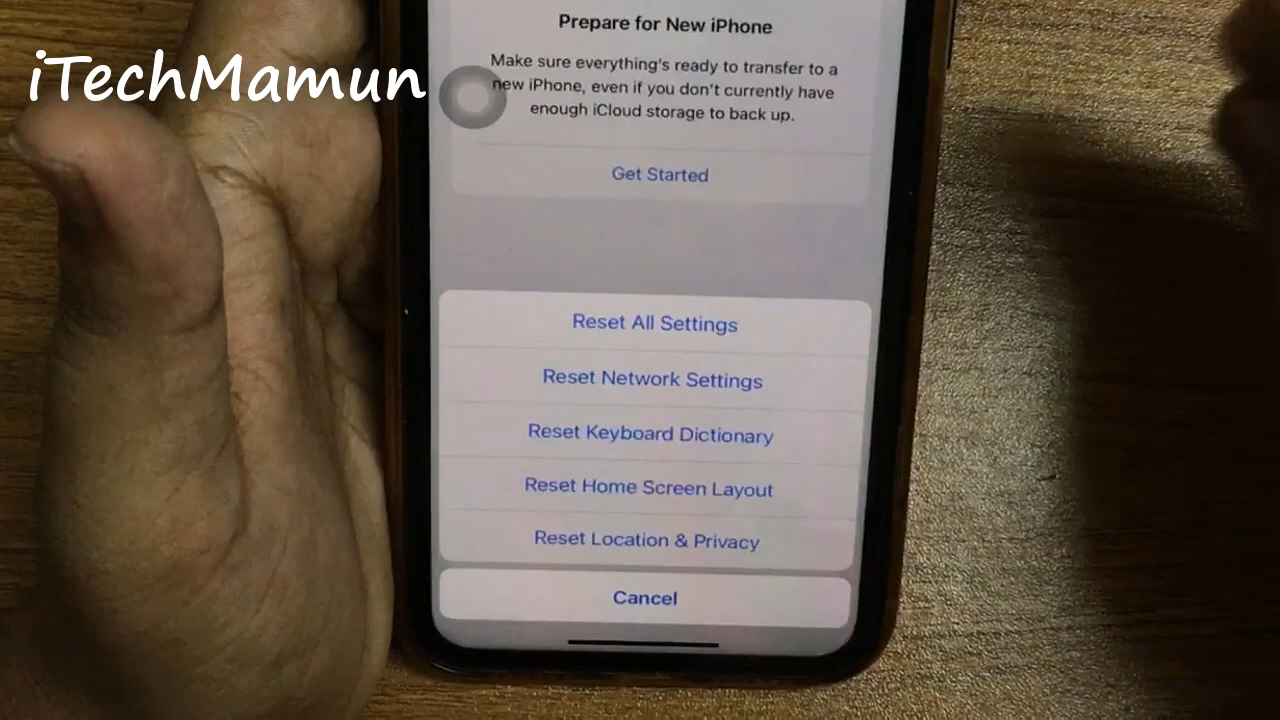 iTechMamun
Prepare for New iPhone
Make sure everything's ready to transfer to a
new iPhone, even if you don't currently have
enough iCloud storage to back up.
Get Started
Reset All Settings
Reset Network Settings
Reset Keyboard Dictionary
Reset Home Screen Layout
Reset Location & Privacy
Cancel